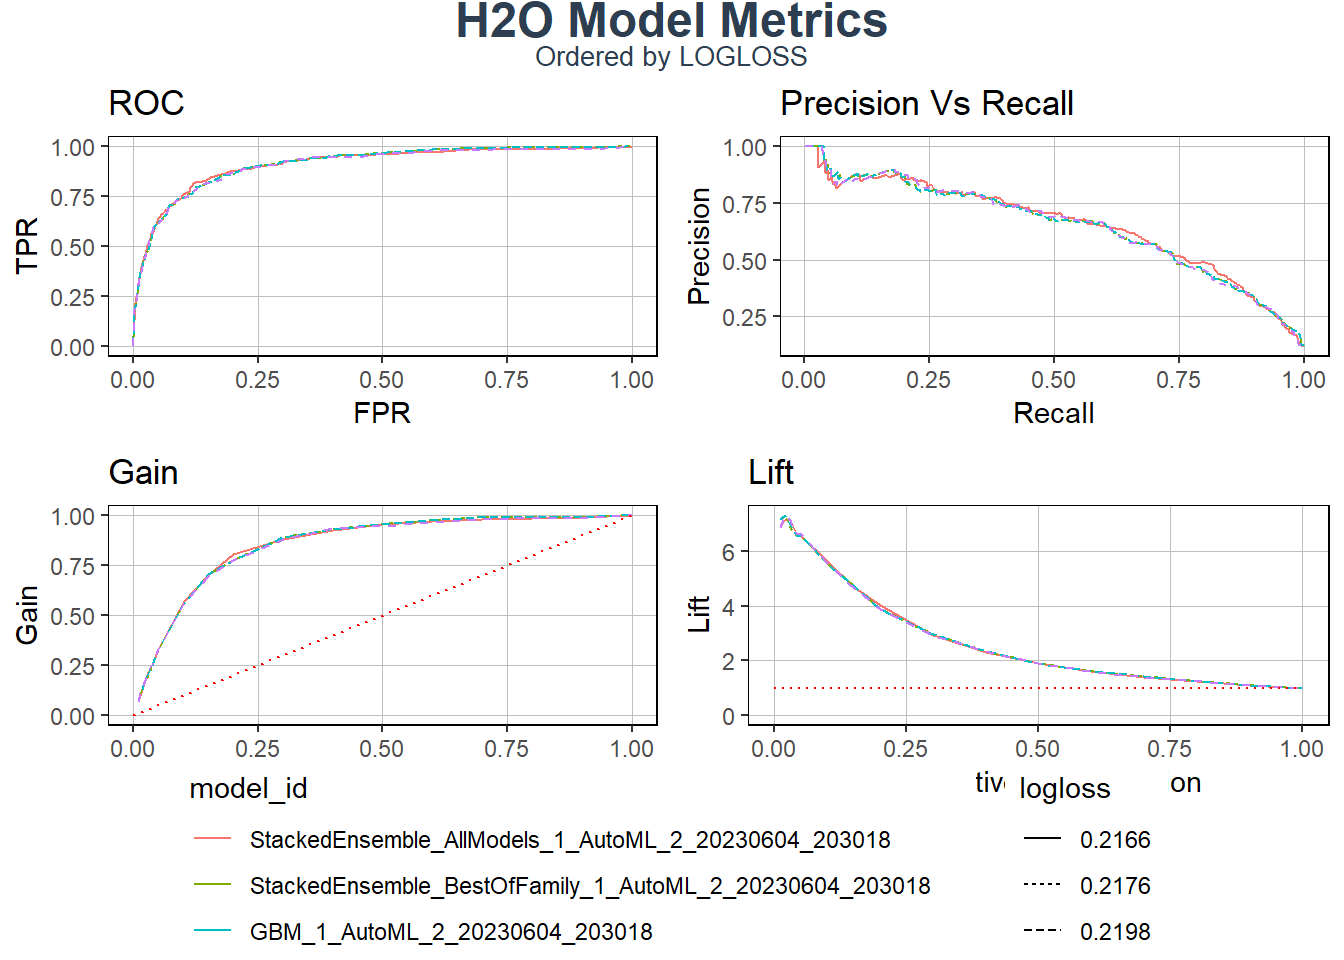 H2O Model Metrics
Ordered by LOGLOSS
ROC
1.00
0.75
0.50
0.25
0.00
TPR
0.00 0.25 0.50 0.75 1.00
FPR
Precision Vs Recall
1.00
0.75
0.50
0.25
Precision
0.00 0.25 0.50 0.75 1.00
Recall
Gain
1.00
0.75
0.50
0.25
0.00
Gain
0.00 0.25 0.50 0.75 1.00
Lift
6
4
2
0
Lift
0.00 0.25 0.50 0.75 1.00
on
model_id
StackedEnsemble_AllModels_1_AutoML_2_20230604_203018
StackedEnsemble_BestOfFamily_1_AutoML_2_20230604_203018
GBM_1_AutoML_2_20230604_203018
logloss
0.2166
0.2176
0.2198